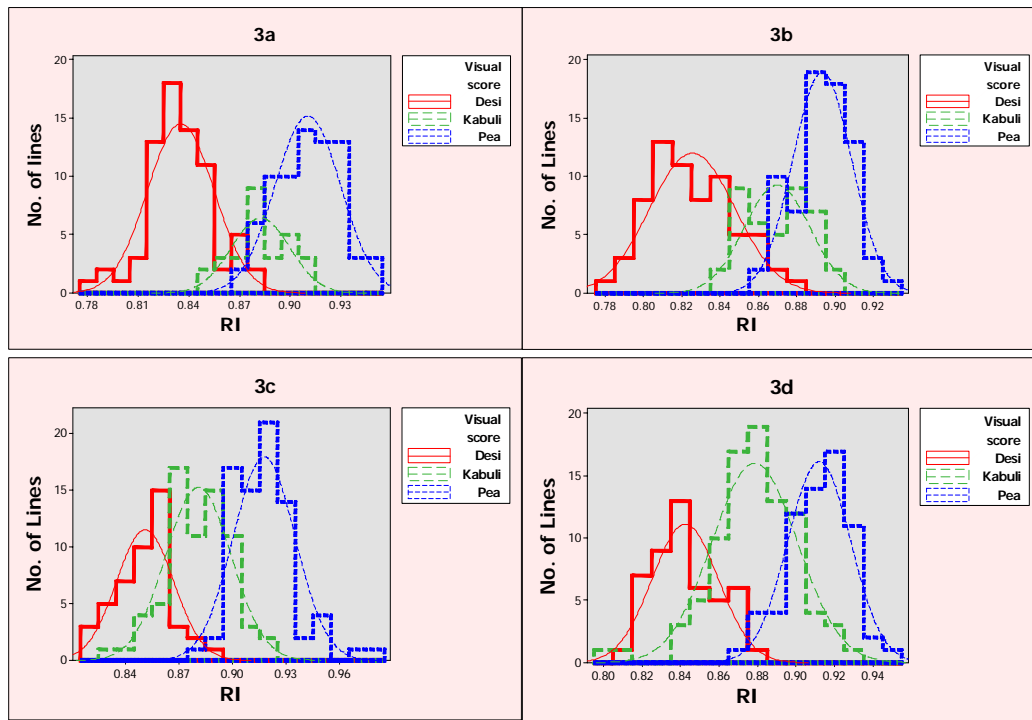 3a
No. of lines
20
15
10
5
0
0.78
0.81
0.84
0.87
0.90
0.93
RI
Visual
score
Desi
Kabuli
Pea
3b
20
15
10
5
0
0.78
0.80
0.82
0.84
0.86
0.88
0.90
0.92
RI
Visual
score
Desi
Kabuli
Pea
3c
No. of Lines
20
15
10
5
0
0.84
0.87
0.90
0.93
0.96
RI
Visual
score
Desi
Kabuli
Pea
3d
No. of Lines
20
15
10
5
0
0.80
0.82
0.84
0.86
0.88
0.90
0.92
0.94
RI
Visual
score
Desi
Kabuli
Pea